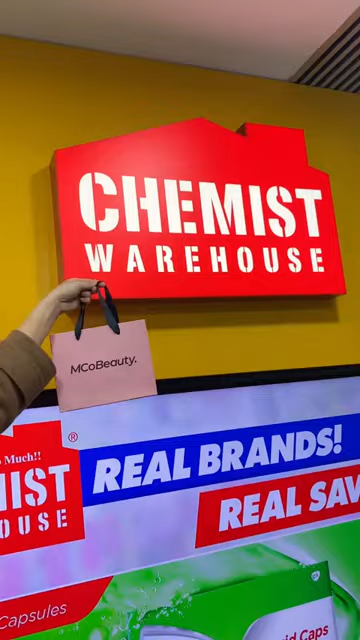 CHEMIST
WAREHOUSE
MCoBeauty.
Much!!
®
MIST
OUSE
REAL BRANDS!
REAL SAV
Capsules
Caps